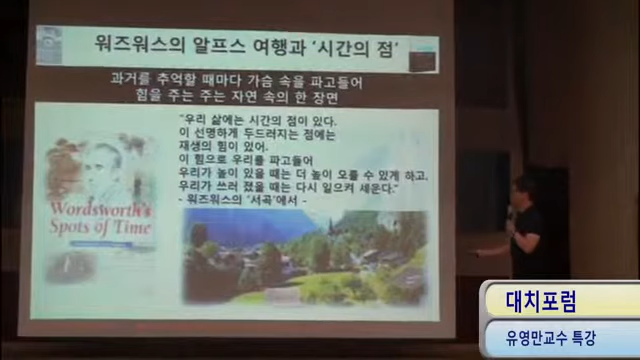 워즈워스의 알프스 여행과 '시간의 점'
과거를 추억할 때마다 가슴 속을 파고들어
힘을 주는 주는 자연 속의 한 장면
"우리 삶에는 시간의 점이 있다.
이 선명하게 두드러지는 점에는
재생의 힘이 있어.
이 힘으로 우리를 파고들어
우리가 높이 있을 때는 더 높이 오를 수 있게 하고.
우리가 쓰러 졌을 때는 다시 일으켜 세운다."
- 워즈워스의 '서곡'에서 -
Wordsworth's
Spots of Time
대치포럼
유영만교수 특강